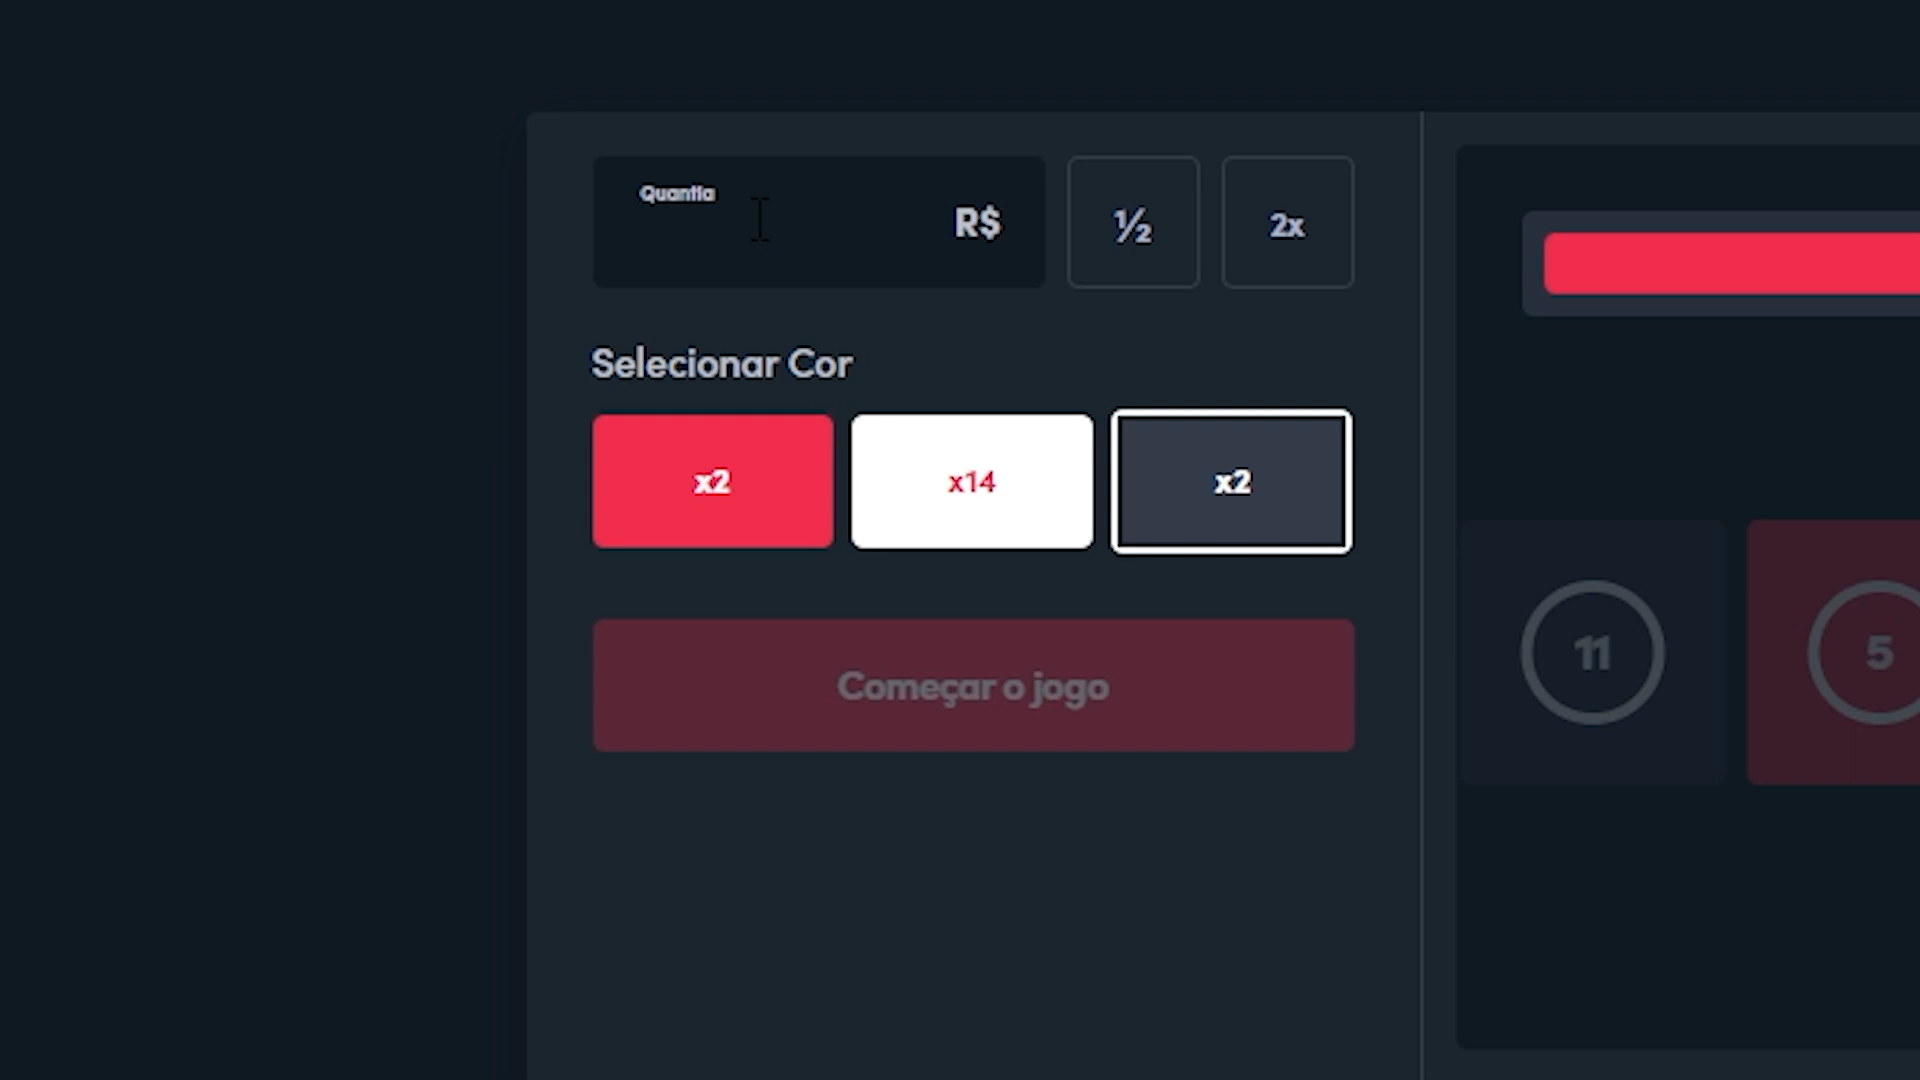 Quantia
R$
½
2x
Selecionar Cor
x2
x14
x2
Começar o jogo
11
5